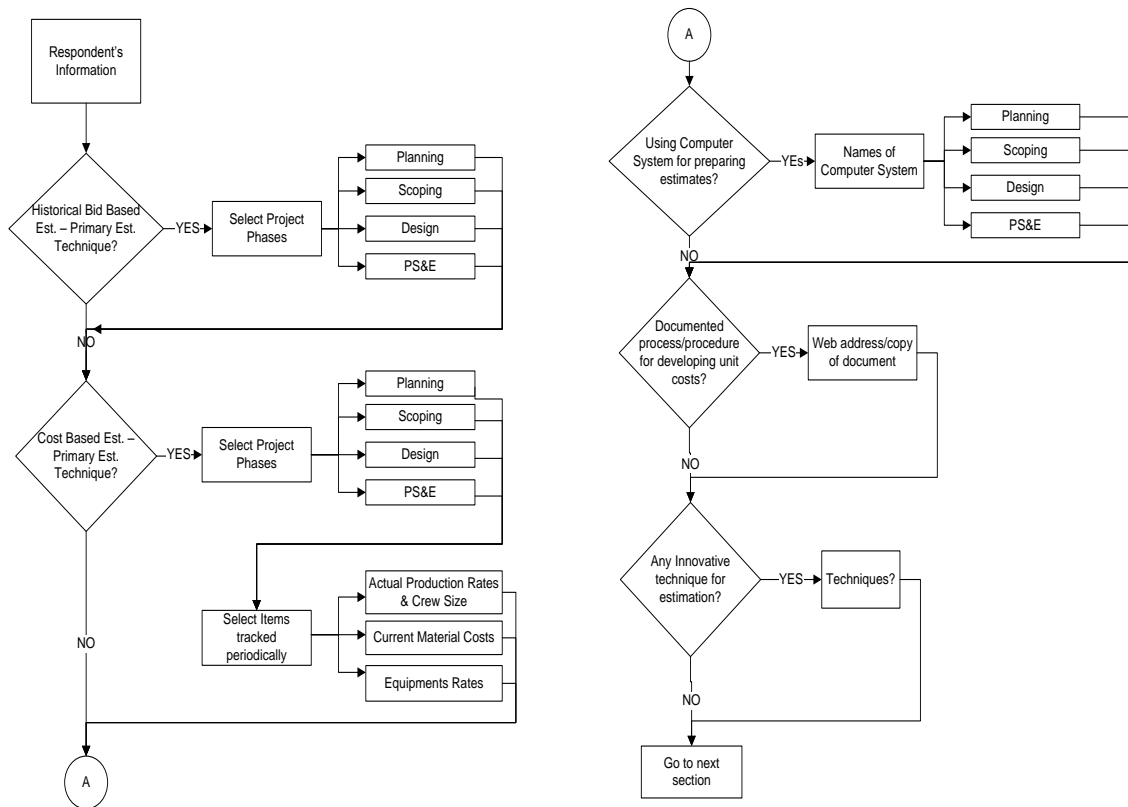 Respondent's
Information
Historical Bid Based
Est. – Primary Est.
Technique?
YES
Select Project
Phases
Planning
Scoping
Design
PS&E
NO
Cost Based Est. –
Primary Est.
Technique?
YES
Select Project
Phases
Planning
Scoping
Design
PS&E
Select Items
tracked
periodically
Actual Production Rates
& Crew Size
Current Material Costs
Equipments Rates
NO
A
A
Using Computer
System for preparing
estimates?
YEs
Names of
Computer System
Planning
Scoping
Design
PS&E
NO
Documented
process/procedure
for developing unit
costs?
YES
Web address/copy
of document
NO
Any Innovative
technique for
estimation?
YES
Techniques?
NO
Go to next
section